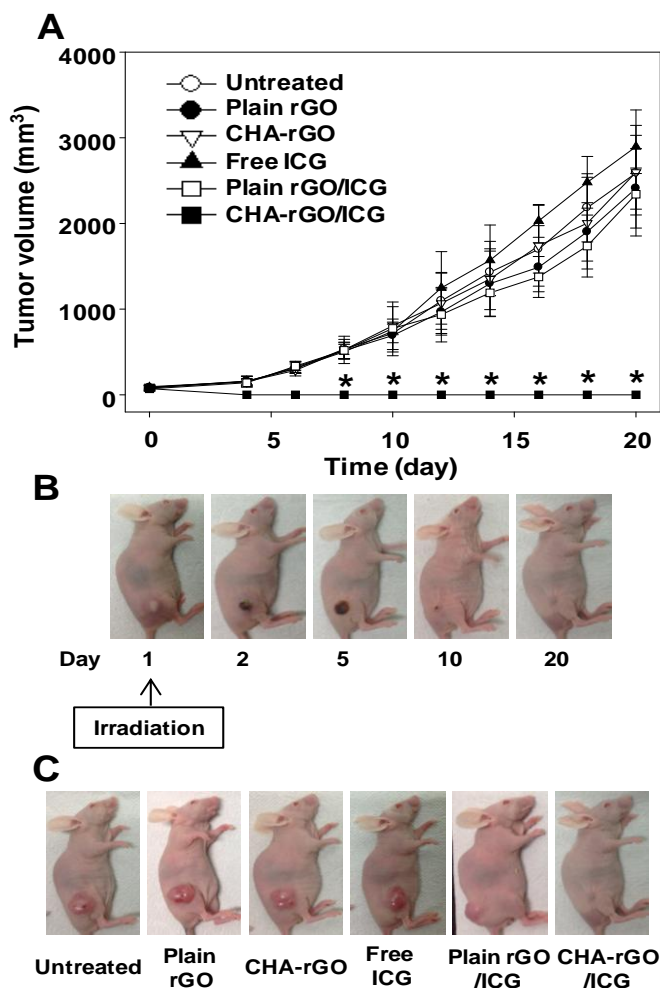 A
4000
3000
2000
1000
0
Tumor volume (mm³)
Untreated
Plain rGO
CHA-rGO
Free ICG
Plain rGO/ICG
CHA-rGO/ICG
* * * * * * *
0 5 10 15 20
Time (day)
B
Day 1 2 5 10 20
Irradiation
C
Untreated
Plain
rGO
CHA-rGO
Free
ICG
Plain rGO
/ICG
CHA-rGO
/ICG